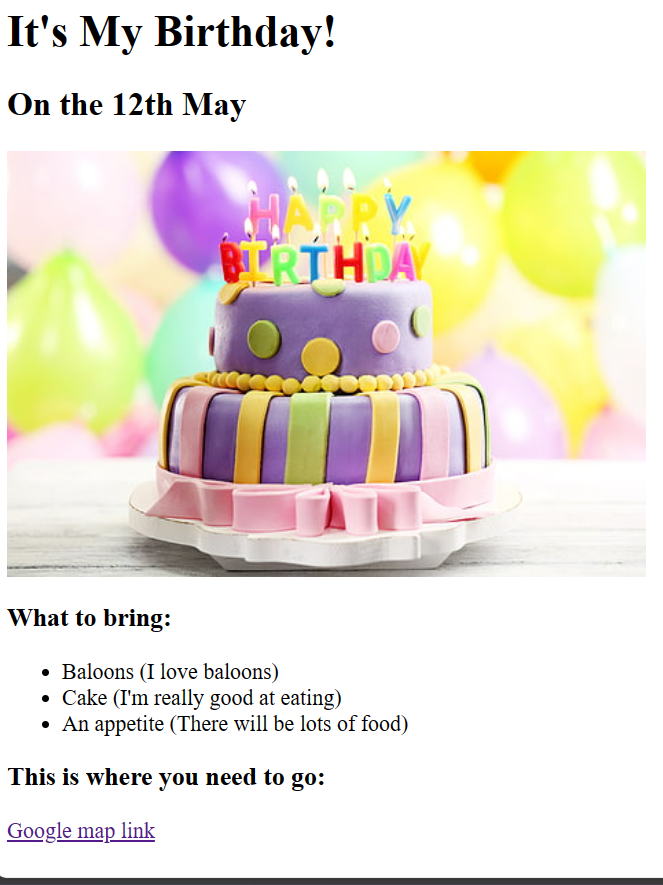 It's My Birthday!
On the 12th May
HAPPY
BIRTHDAY
What to bring:
Baloons (I love baloons)
Cake (I'm really good at eating)
An appetite (There will be lots of food)
This is where you need to go:
Google map link